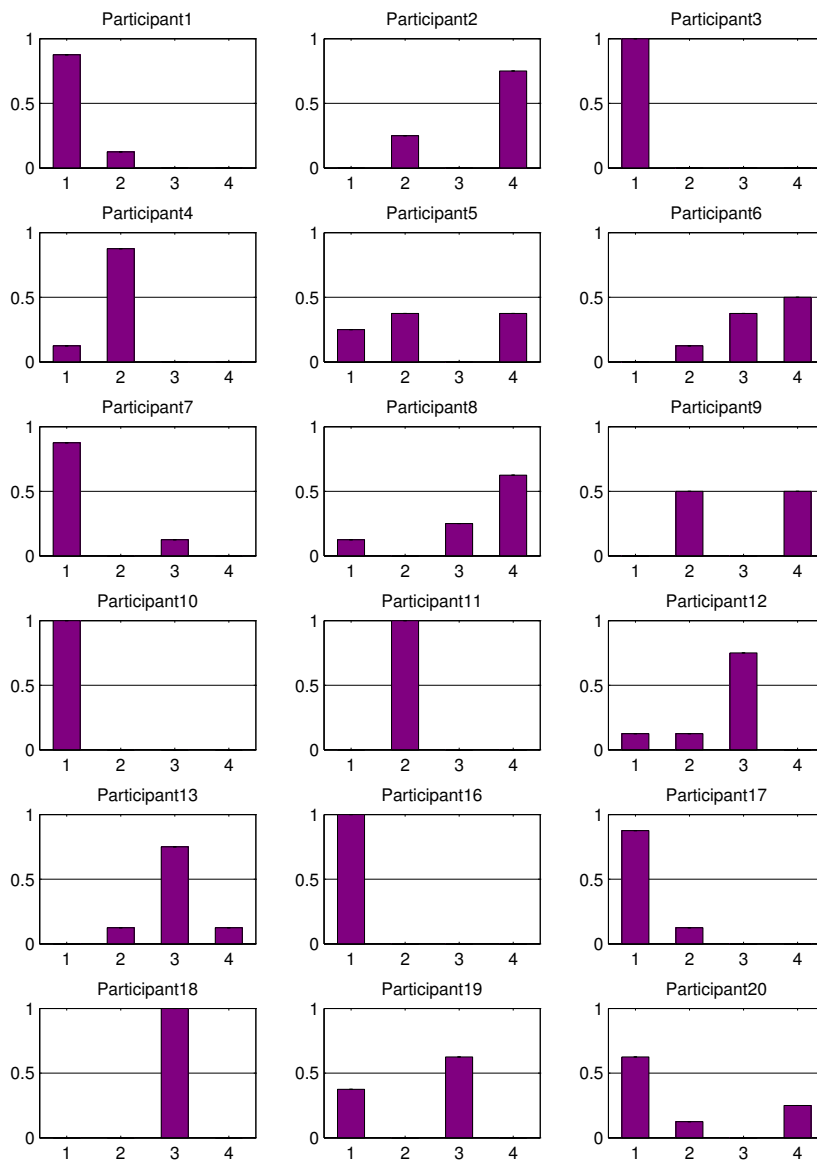 Participant1 Participant2 Participant3
1 1 1
0.5 0.5 0.5
0 0 0
1 2 3 4 1 2 3 4 1 2 3 4
Participant4 Participant5 Participant6
1 1 1
0.5 0.5 0.5
0 0 0
1 2 3 4 1 2 3 4 1 2 3 4
Participant7 Participant8 Participant9
1 1 1
0.5 0.5 0.5
0 0 0
1 2 3 4 1 2 3 4 1 2 3 4
Participant10 Participant11 Participant12
1 1 1
0.5 0.5 0.5
0 0 0
1 2 3 4 1 2 3 4 1 2 3 4
Participant13 Participant16 Participant17
1 1 1
0.5 0.5 0.5
0 0 0
1 2 3 4 1 2 3 4 1 2 3 4
Participant18 Participant19 Participant20
1 1 1
0.5 0.5 0.5
0 0 0
1 2 3 4 1 2 3 4 1 2 3 4